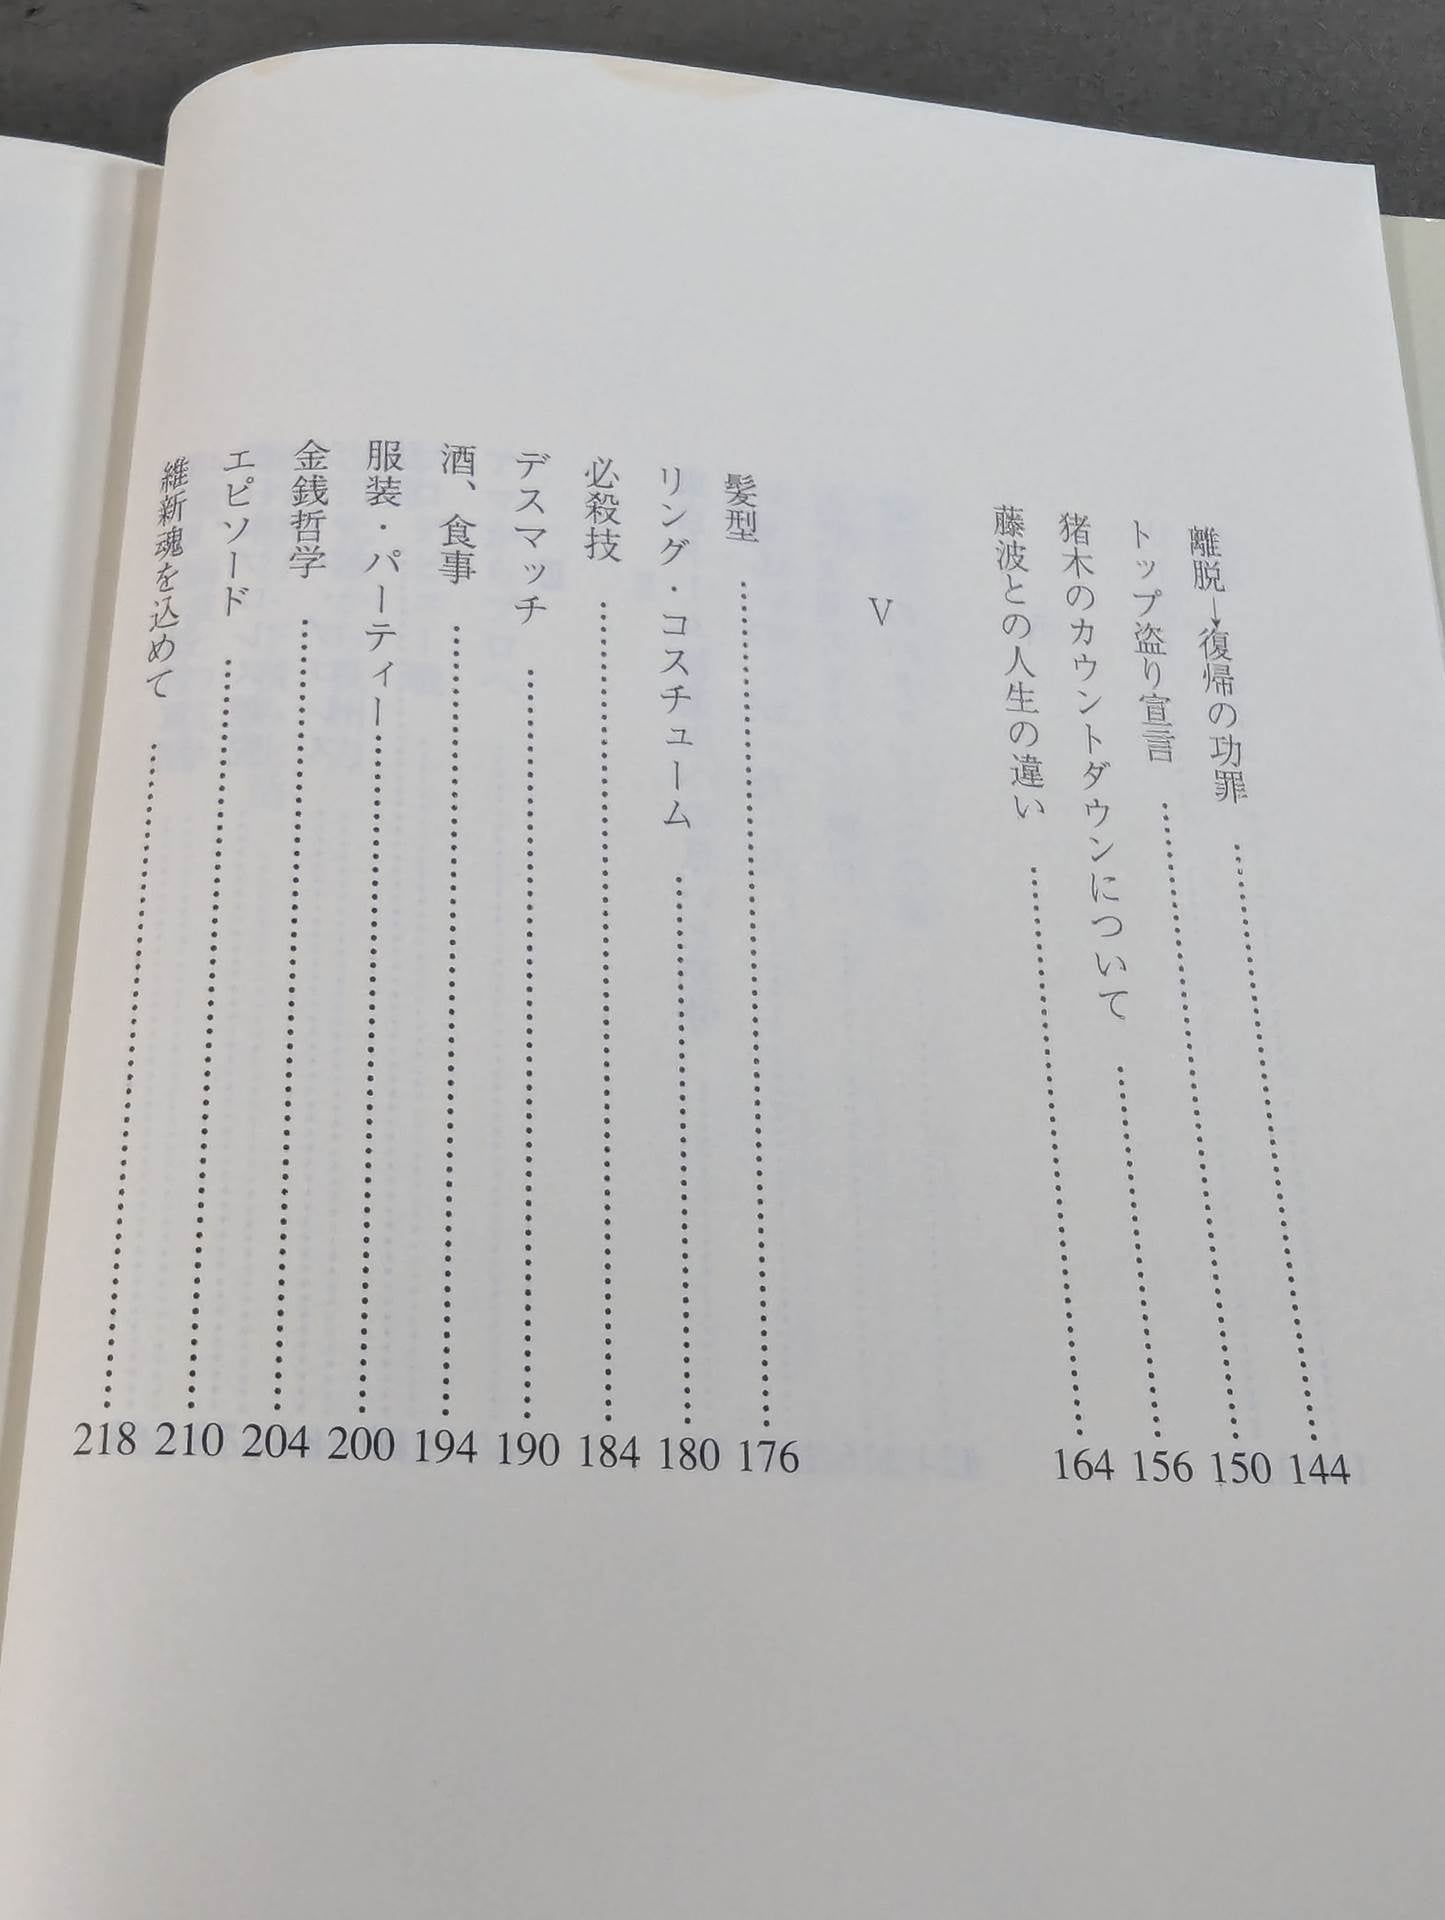 離脱→復帰の功罪……144
トップ盗り宣言……150
猪木のカウントダウンについて……156
藤波との人生の違い……164
V
髪型……176
リング・コスチューム……180
必殺技……184
デスマッチ……190
酒、食事……194
服装・パーティー……200
金銭哲学……204
エピソード……210
維新魂を込めて……218